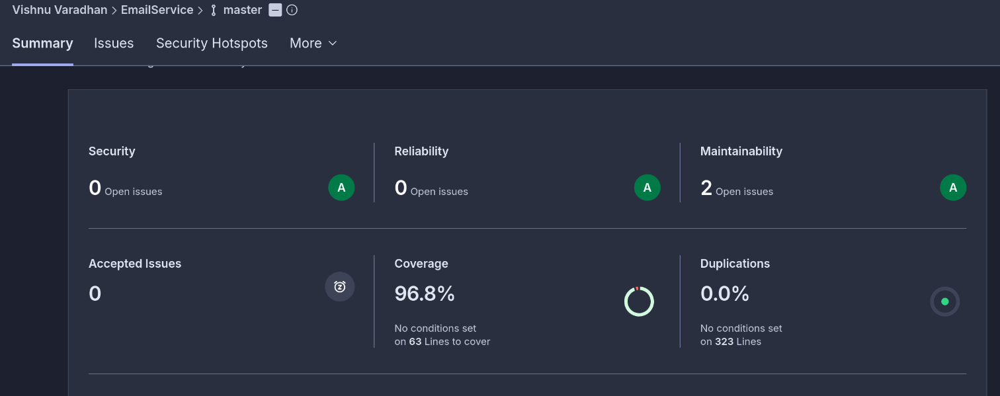 Vishnu Varadhan > EmailService > master
Summary Issues Security Hotspots More
Security
0 Open issues
A
Reliability
0 Open issues
A
Maintainability
2 Open issues
A
Accepted Issues
0
Coverage
96.8%
No conditions set
on 63 Lines to cover
Duplications
0.0%
No conditions set
on 323 Lines